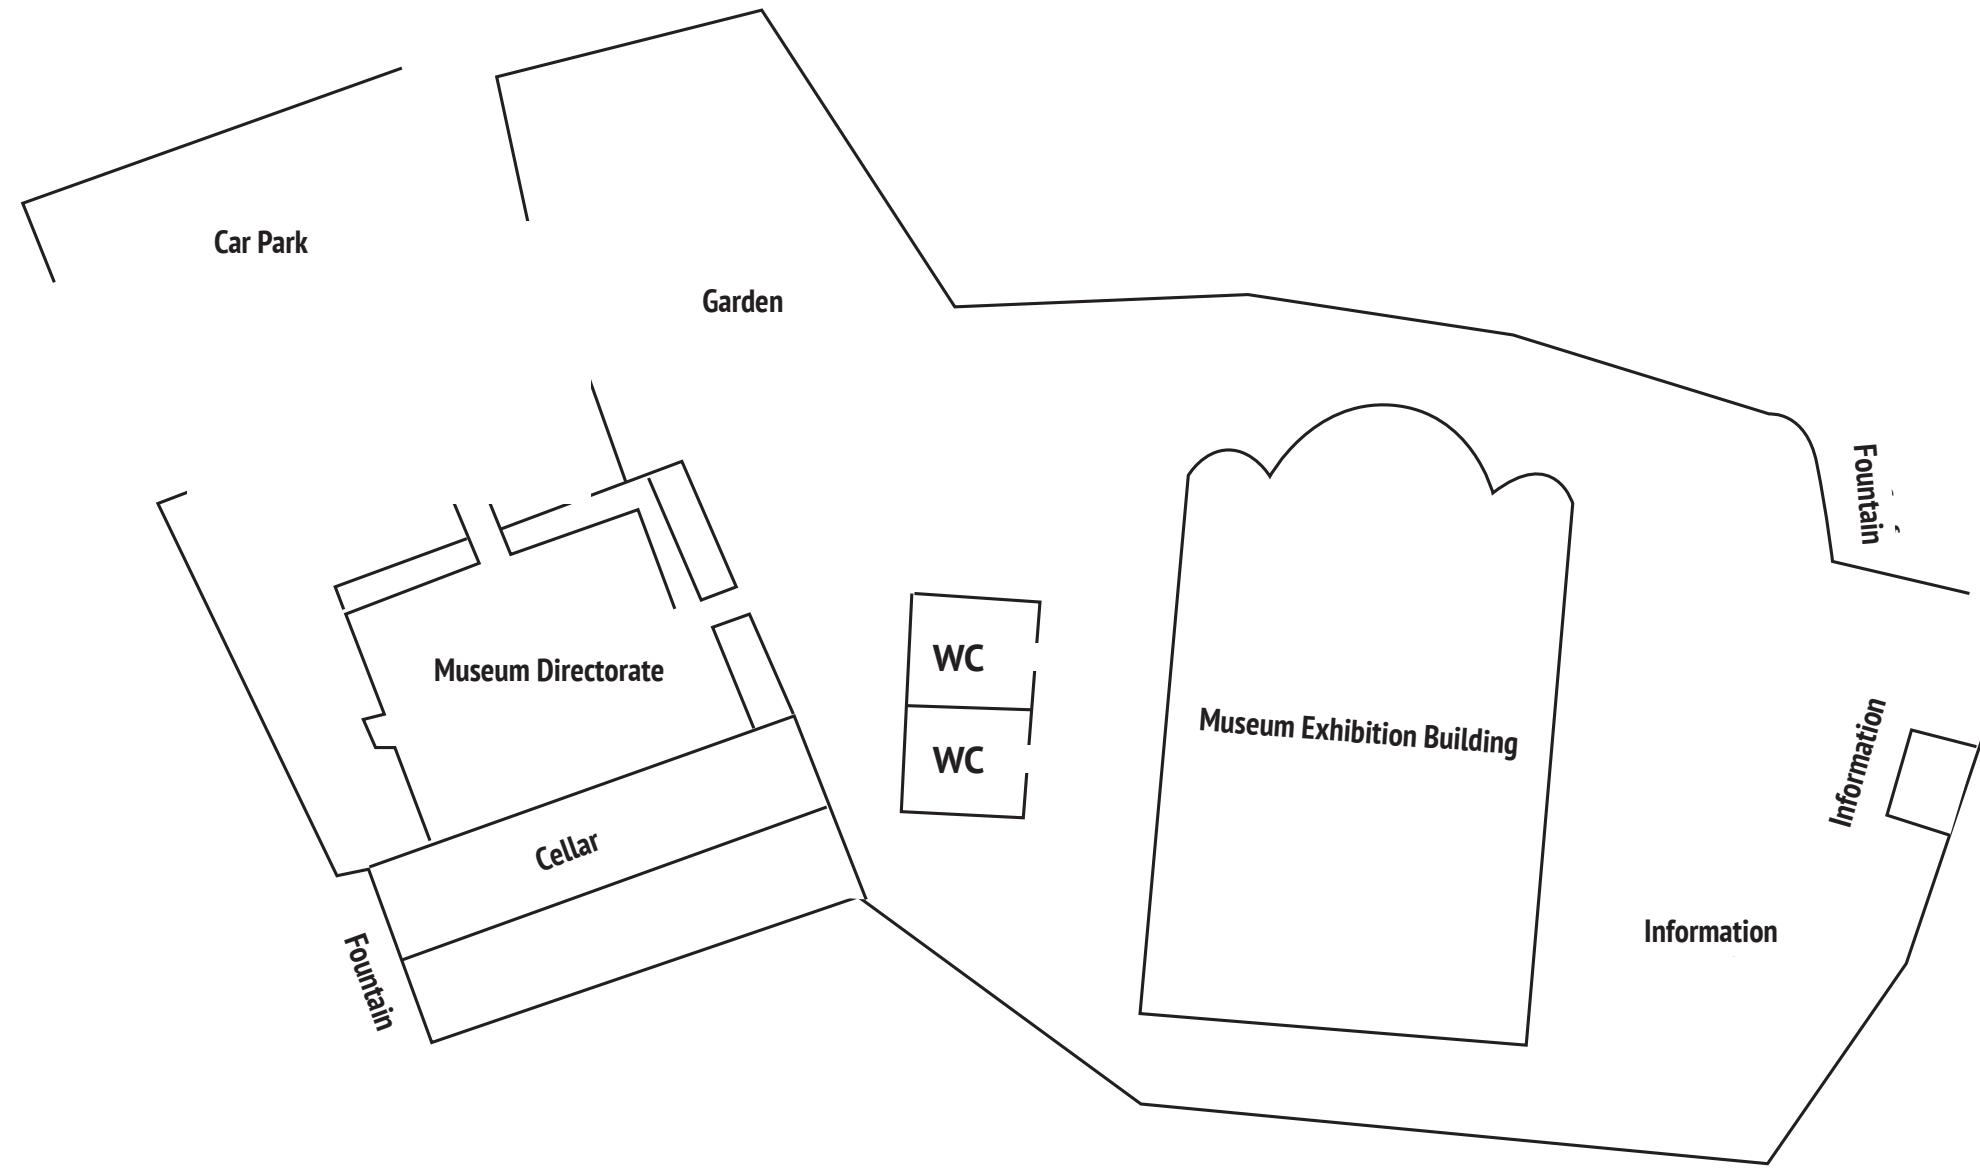 Car Park
Garden
Fountain
Museum Directorate
WC
Museum Exhibition Building
WC
Information
Cellar
Information
Fountain